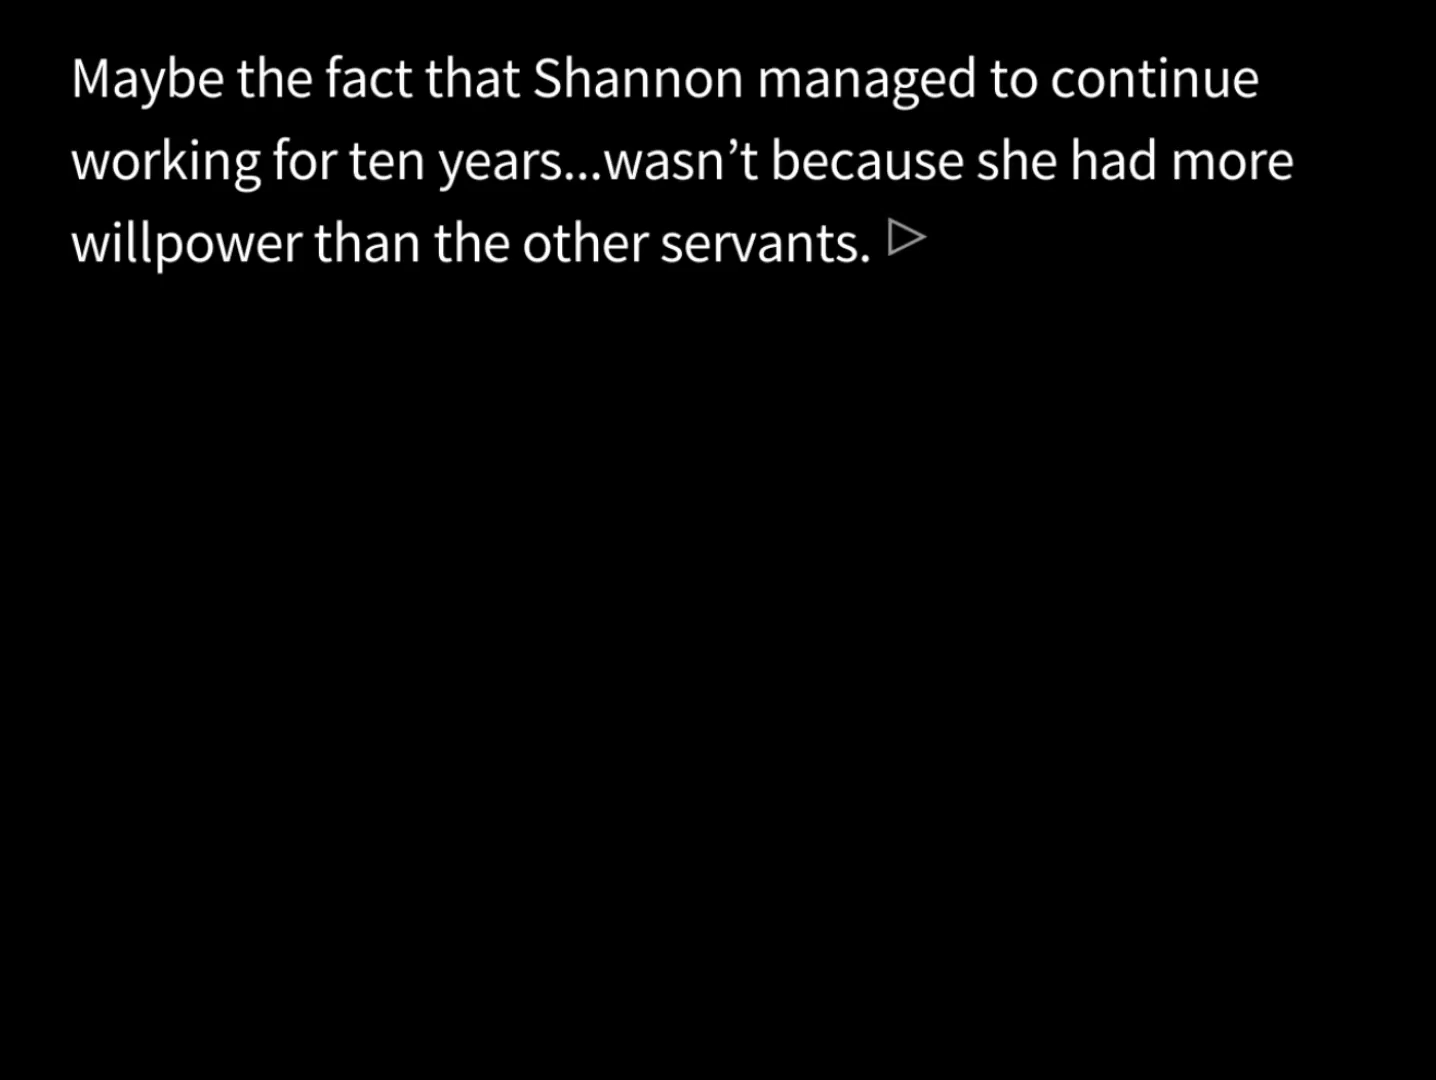 Maybe the fact that Shannon managed to continue
working for ten years...wasn’t because she had more
willpower than the other servants.